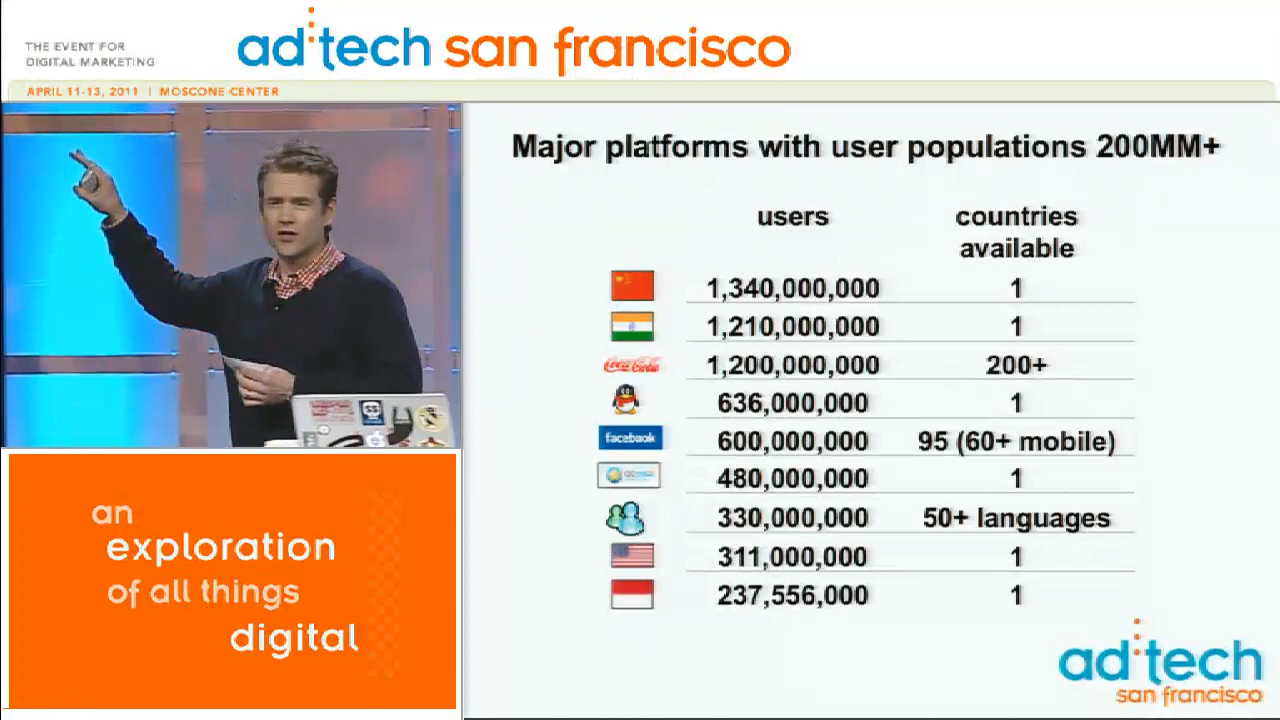 THE EVENT FOR
DIGITAL MARKETING
ad:tech san francisco
APRIL 11-13, 2011 | MOSCONE CENTER
Major platforms with user populations 200MM+
users
countries
available
1,340,000,000 1
1,210,000,000 1
Coca-Cola 1,200,000,000 200+
636,000,000 1
facebook 600,000,000 95 (60+ mobile)
480,000,000 1
330,000,000 50+ languages
311,000,000 1
237,556,000 1
an
exploration
of all things
digital
ad:tech
san francisco